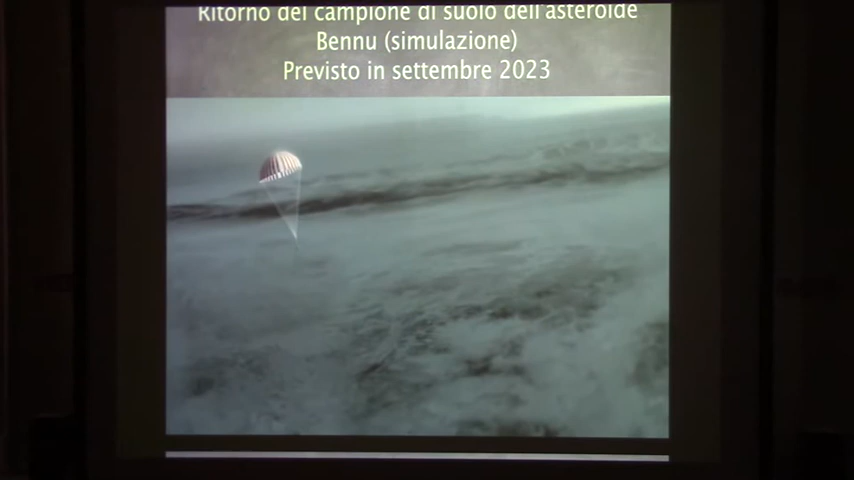 Ritorno del campione di suolo dell'asteroide
Bennu (simulazione)
Previsto in settembre 2023